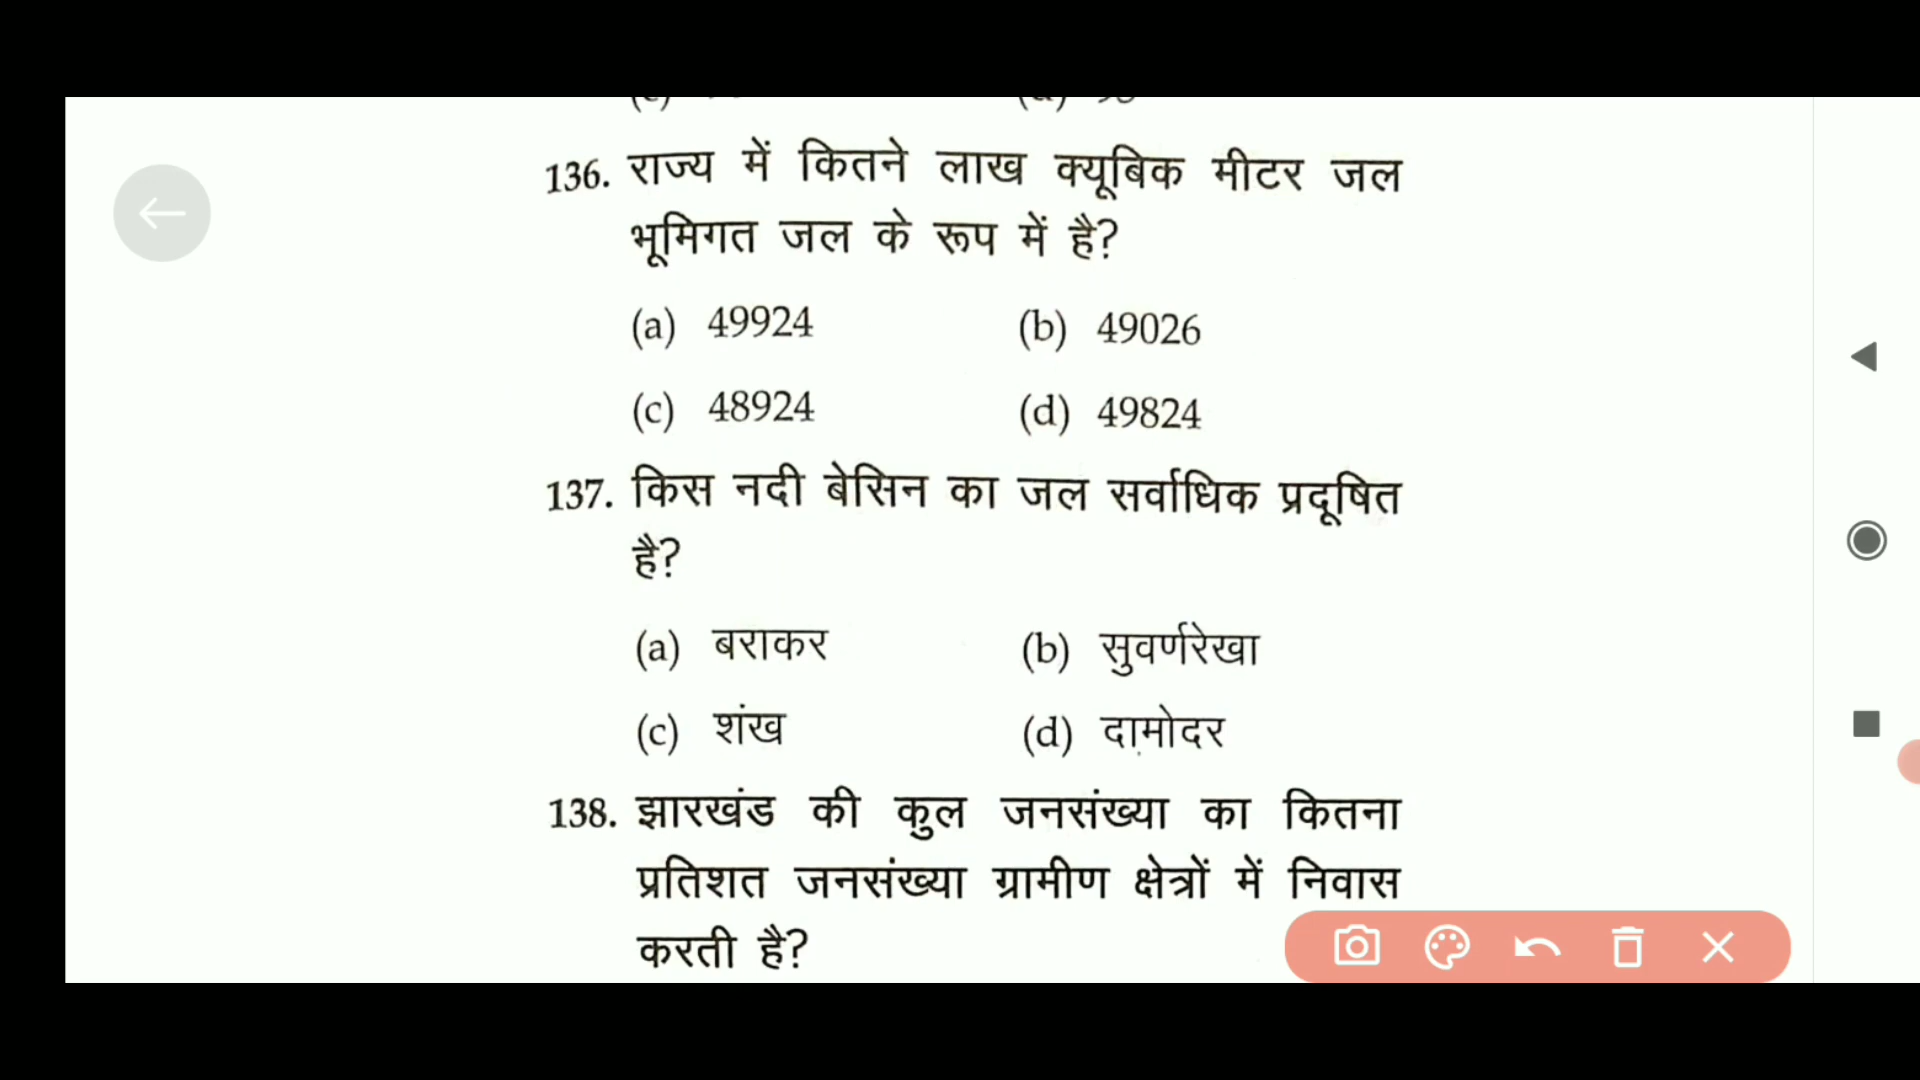 136. राज्य में कितने लाख क्यूबिक मीटर जल
भूमिगत जल के रूप में है?
(a) 49924 (b) 49026
(c) 48924 (d) 49824
137. किस नदी बेसिन का जल सर्वाधिक प्रदूषित
है?
(a) बराकर (b) सुवर्णरेखा
(c) शंख (d) दामोदर
138. झारखंड की कुल जनसंख्या का कितना
प्रतिशत जनसंख्या ग्रामीण क्षेत्रों में निवास
करती है?